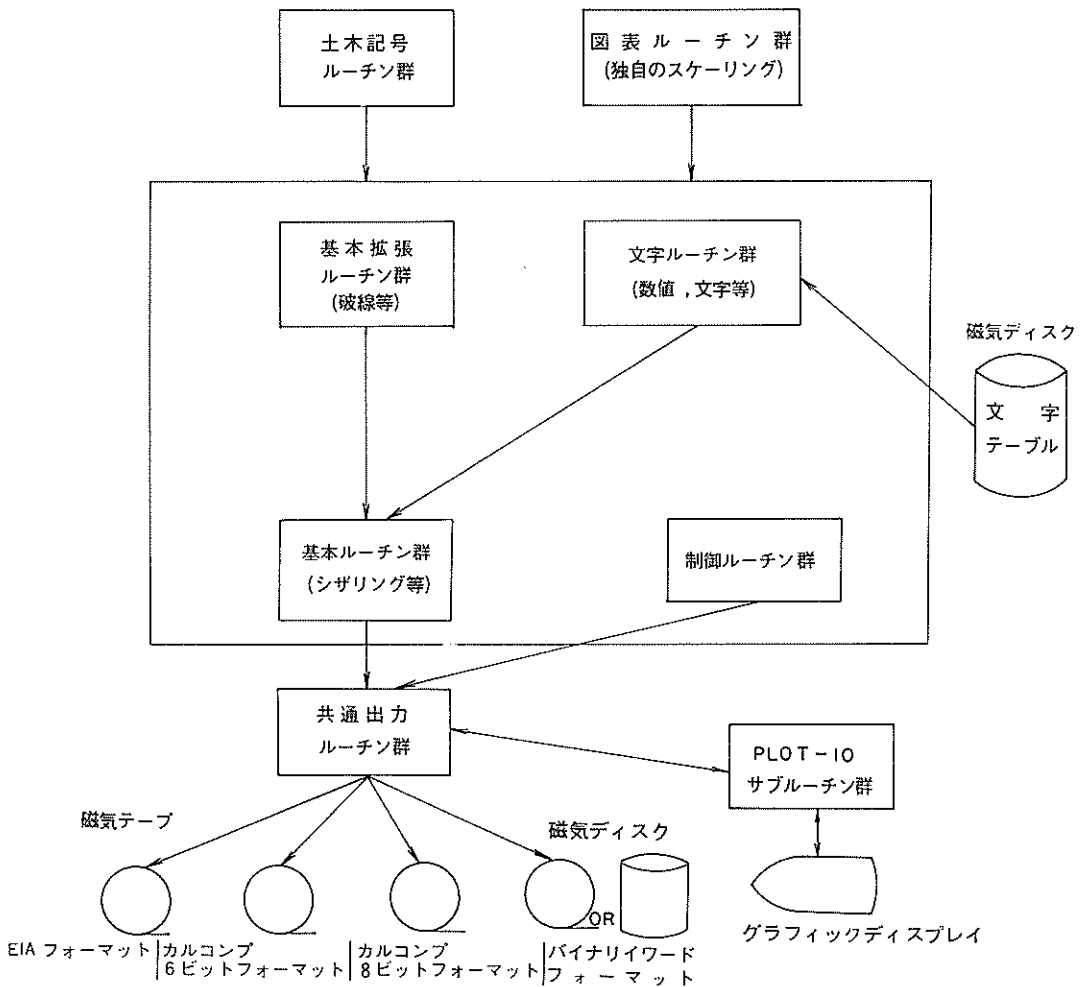 土木記号
ルーチン群
図表ルーチン群
(独自のスケーリング)
基本拡張
ルーチン群
(破線等)
文字ルーチン群
(数値，文字等)
磁気ディスク
文字
テーブル
基本ルーチン群
(シザリング等)
制御ルーチン群
共通出力
ルーチン群
PLOT-10
サブルーチン群
磁気テープ
磁気ディスク
OR
EIAフォーマット
カルコンプ
6ビットフォーマット
カルコンプ
8ビットフォーマット
バイナリイワード
フォーマット
グラフィックディスプレイ